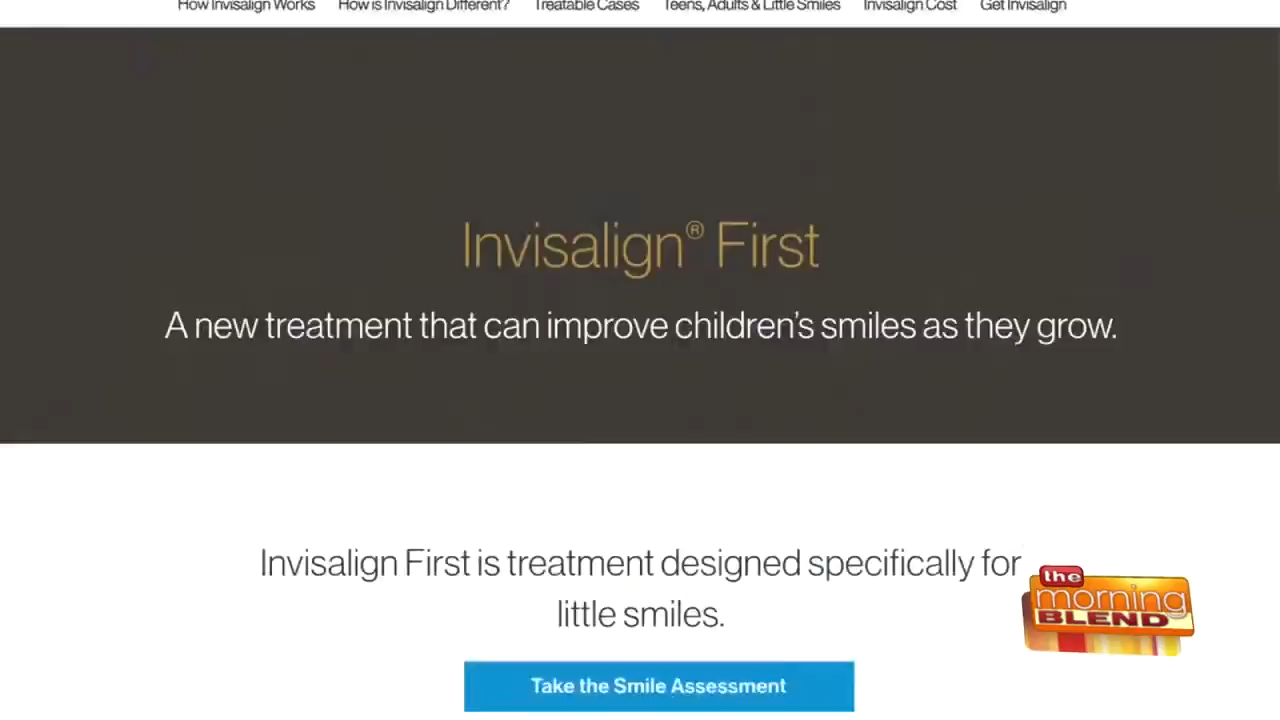 How Invisalign Works How is Invisalign Different? Treatable Cases Teens, Adults & Little Smiles Invisalign Cost Get Invisalign
Invisalign® First
A new treatment that can improve children's smiles as they grow.
Invisalign First is treatment designed specifically for
little smiles.
the
morning
BLEND
Take the Smile Assessment